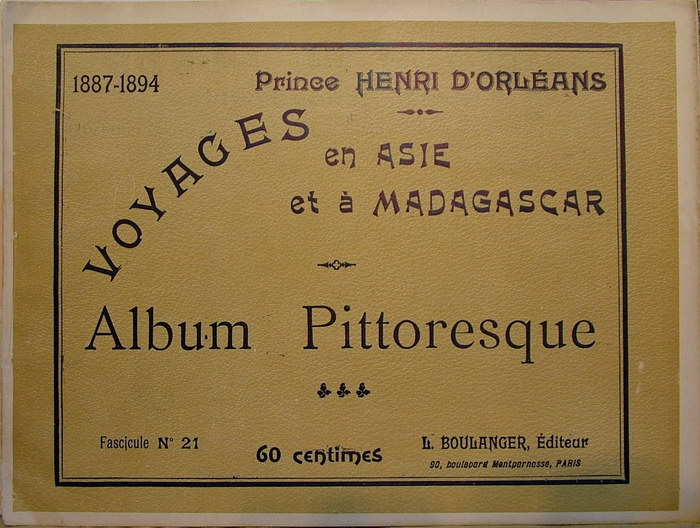 1887-1894
Prince HENRI D'ORLÉANS
VOYAGES
en ASIE
et à MADAGASCAR
Album Pittoresque
Fascicule N° 21
60 centimes
L. BOULANGER, Éditeur
90, boulevard Montparnasse, PARIS